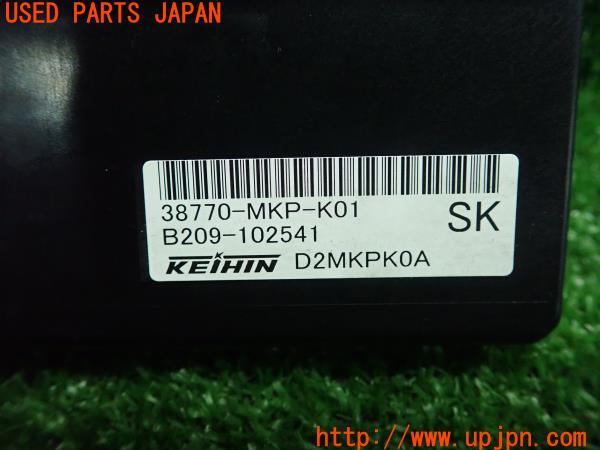 USED PARTS JAPAN
38770-MKP-K01
B209-102541
SK
KEIHIN D2MKPK0A
http://www.upjpn.com/